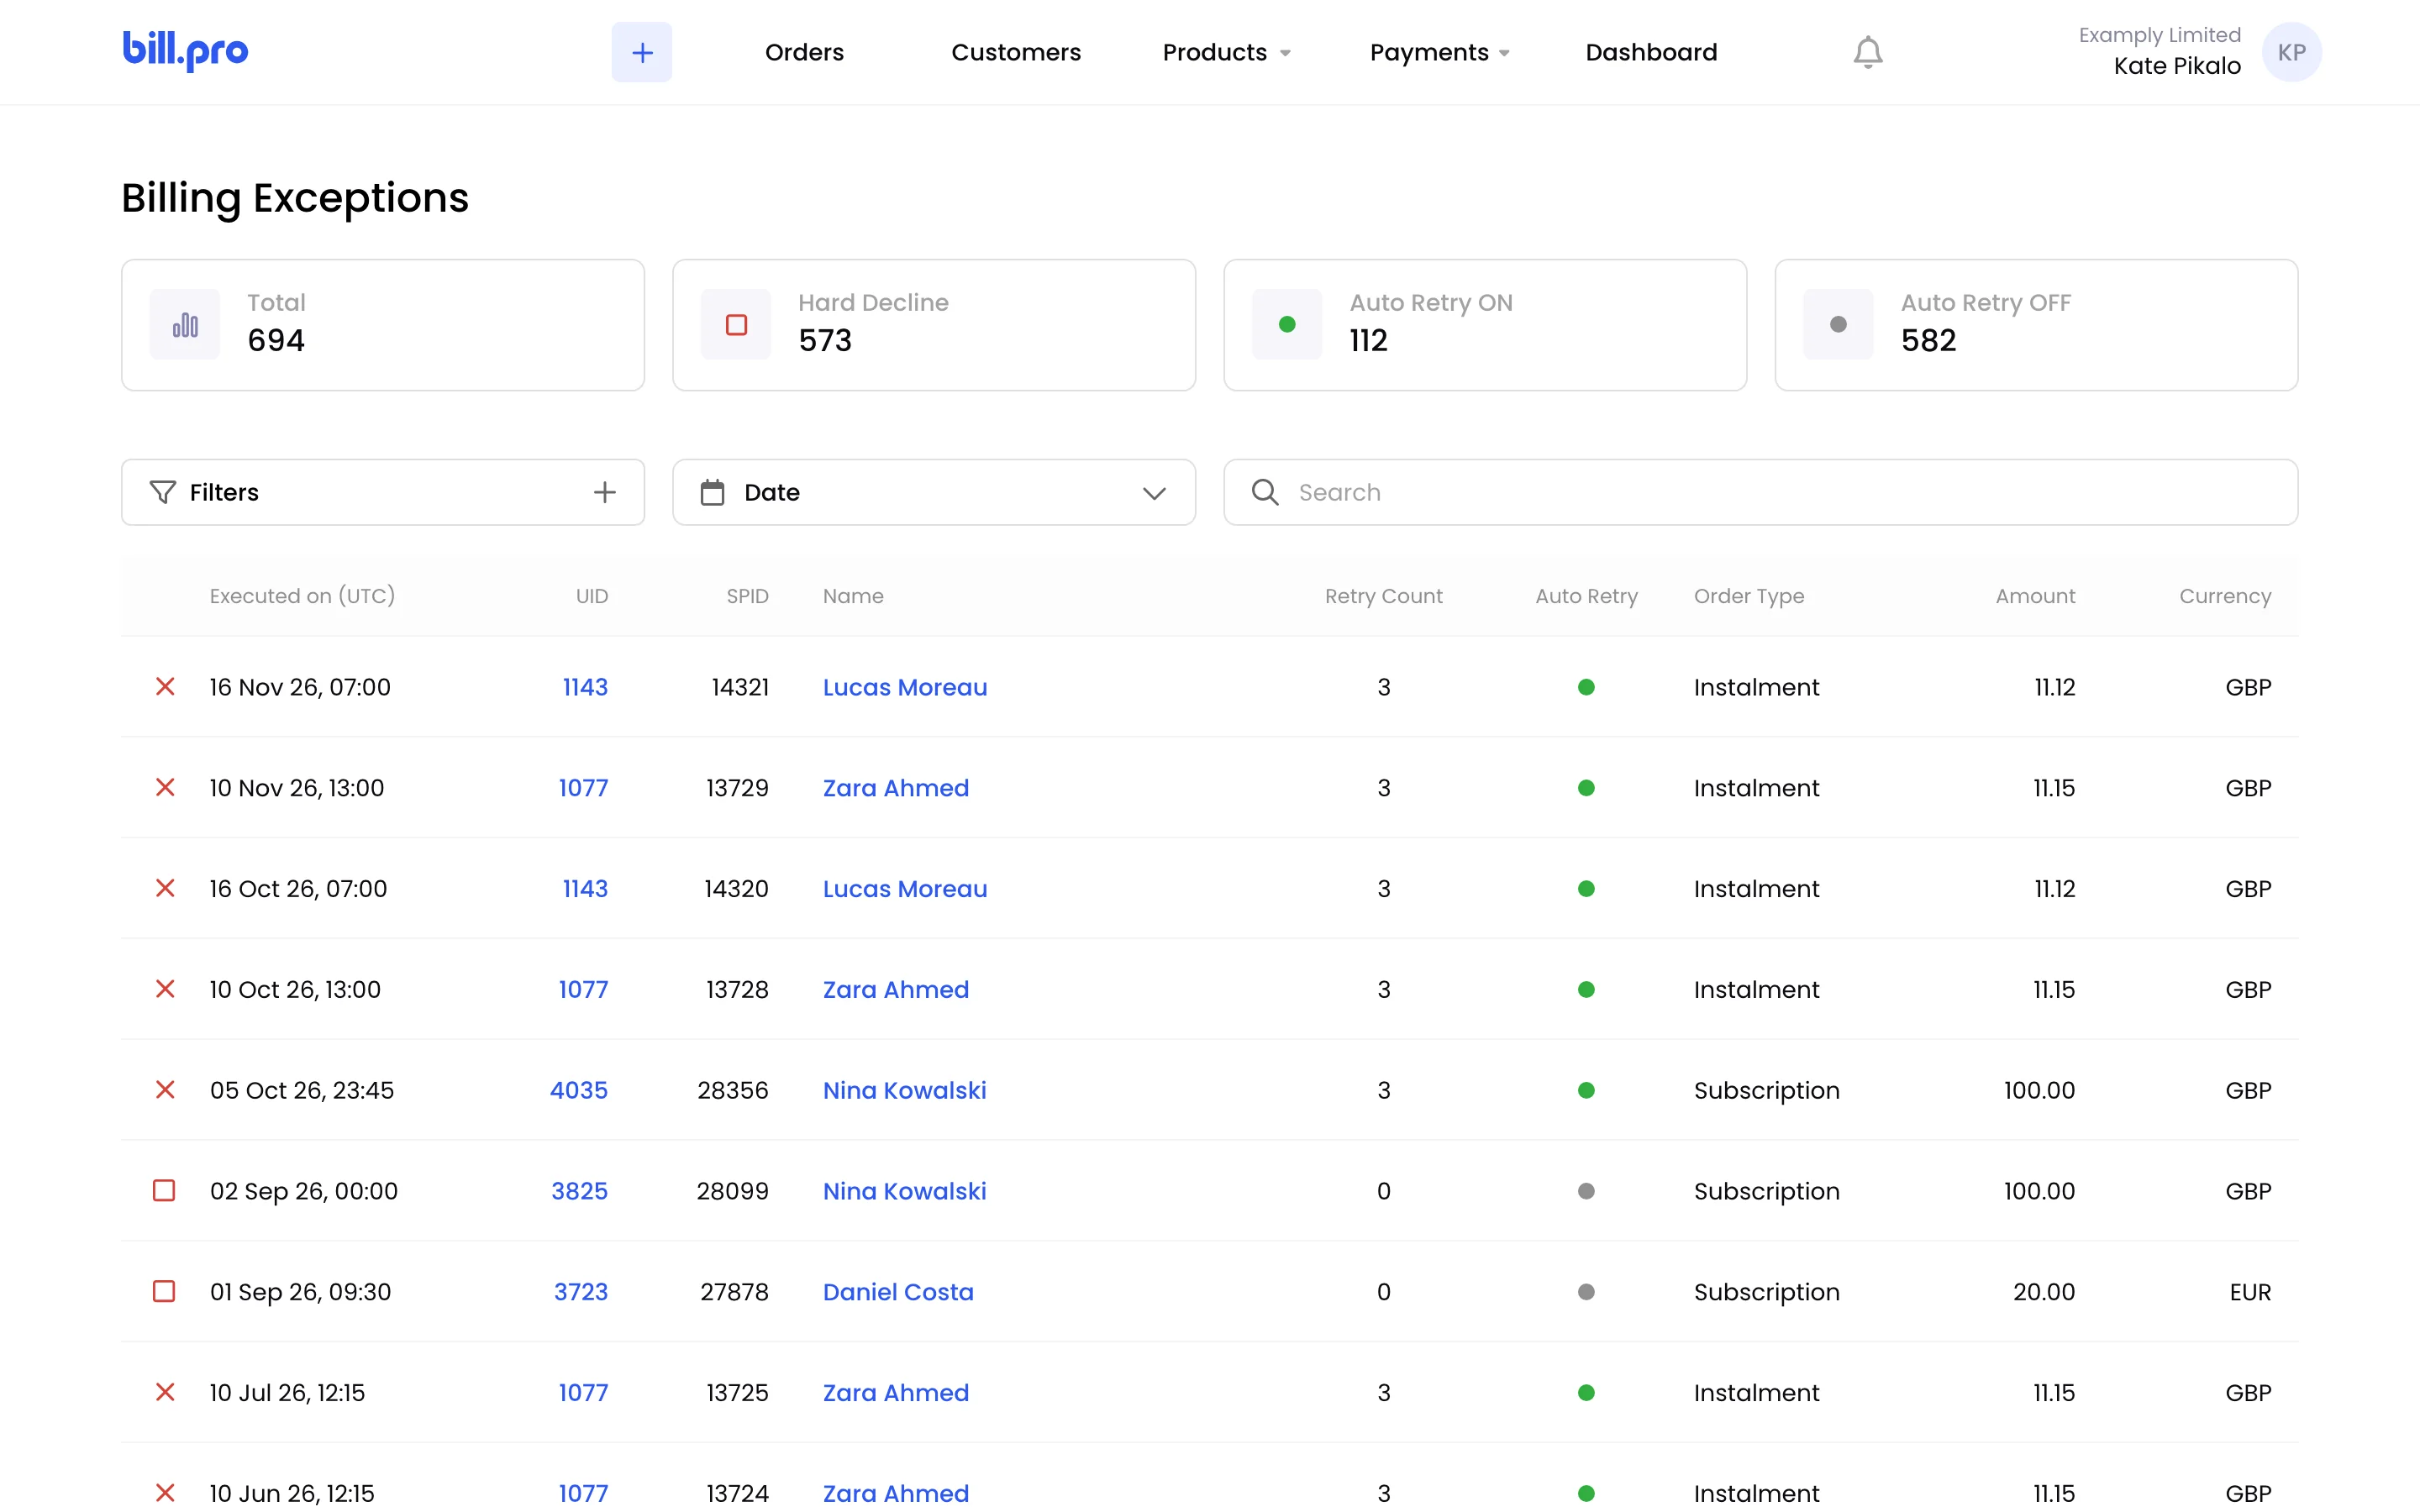 bill.pro
Orders Customers Products Payments Dashboard
Examply Limited
Kate Pikalo
KP
Billing Exceptions
Total
694
Hard Decline
573
Auto Retry ON
112
Auto Retry OFF
582
Filters
Date
Search
Executed on (UTC) UID SPID Name Retry Count Auto Retry Order Type Amount Currency
16 Nov 26, 07:00 1143 14321 Lucas Moreau 3 Instalment 11.12 GBP
10 Nov 26, 13:00 1077 13729 Zara Ahmed 3 Instalment 11.15 GBP
16 Oct 26, 07:00 1143 14320 Lucas Moreau 3 Instalment 11.12 GBP
10 Oct 26, 13:00 1077 13728 Zara Ahmed 3 Instalment 11.15 GBP
05 Oct 26, 23:45 4035 28356 Nina Kowalski 3 Subscription 100.00 GBP
02 Sep 26, 00:00 3825 28099 Nina Kowalski 0 Subscription 100.00 GBP
01 Sep 26, 09:30 3723 27878 Daniel Costa 0 Subscription 20.00 EUR
10 Jul 26, 12:15 1077 13725 Zara Ahmed 3 Instalment 11.15 GBP
10 Jun 26, 12:15 1077 13724 Zara Ahmed 3 Instalment 11.15 GBP